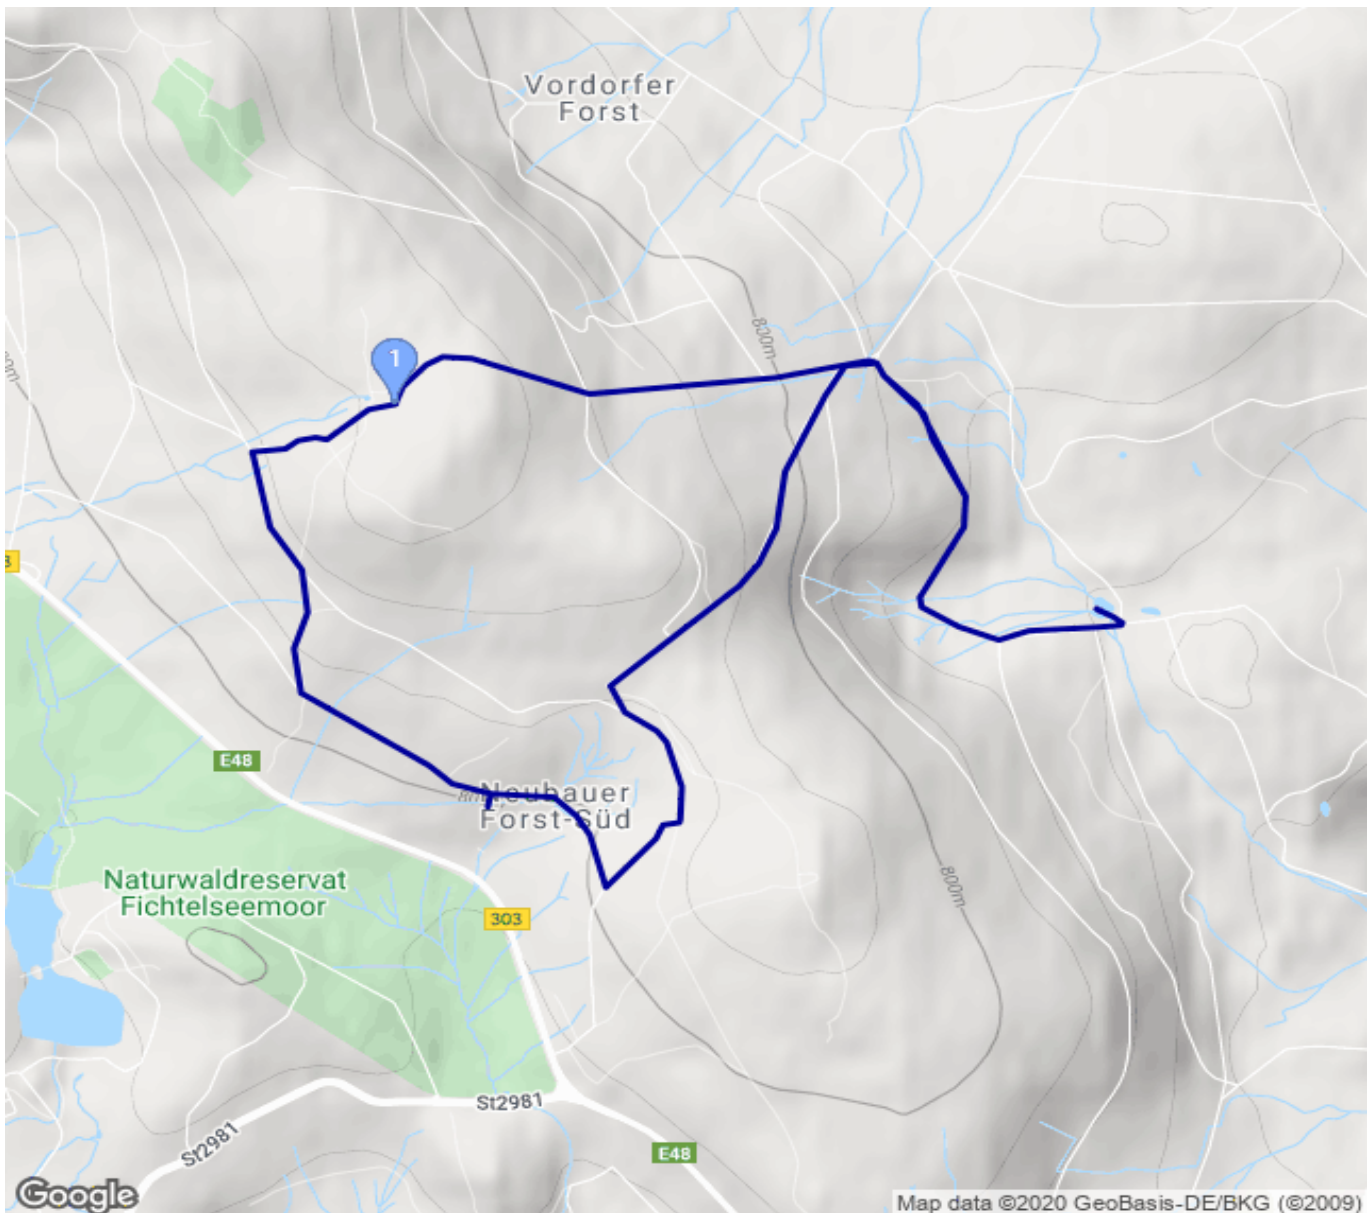 Vordorfer
Forst
800m
1
E48
Neubauer
Forst-Süd
Naturwaldreservat
Fichtelseemoor
303
800m
St2981
St2981
E48
Google
Map data ©2020 GeoBasis-DE/BKG (©2009)